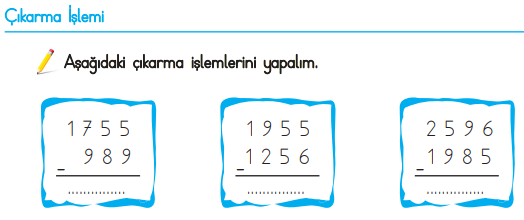 Çıkarma İşlemi
Aşağıdaki çıkarma işlemlerini yapalım.
1755 1955 2596
- 989 -1256 -1985
............... ............... ...............